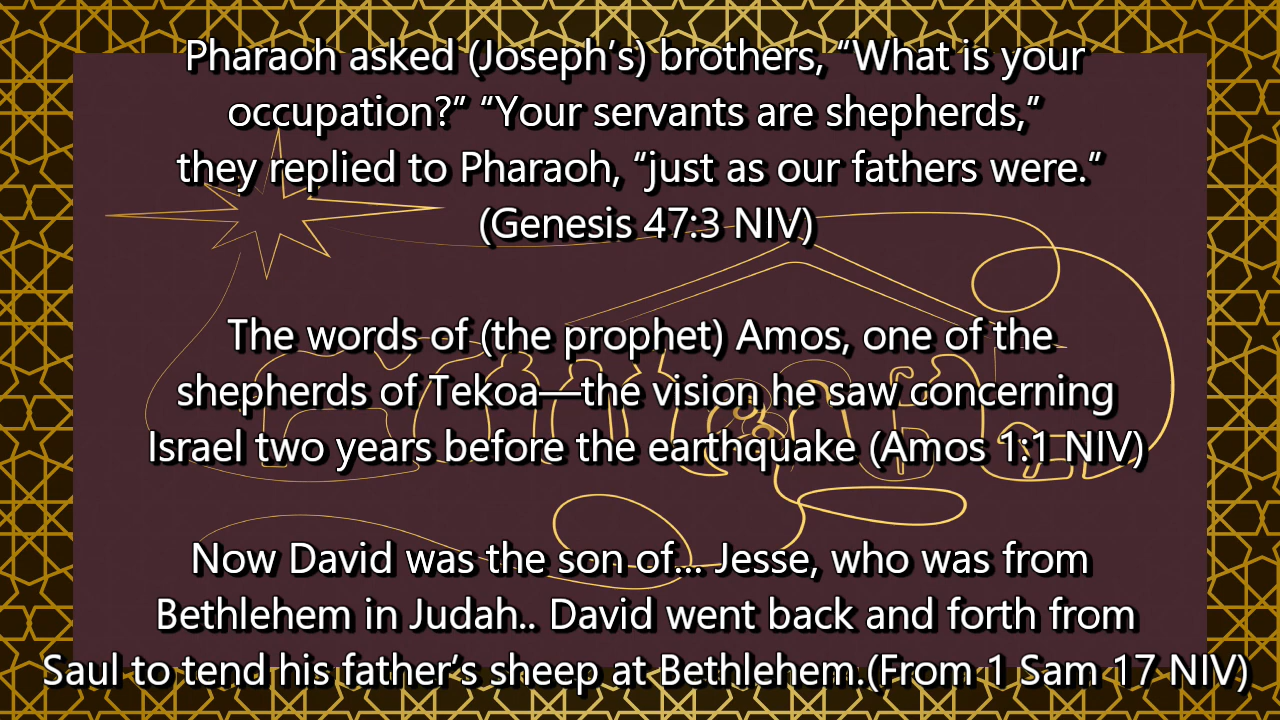 Pharaoh asked (Joseph’s) brothers, “What is your
occupation?” “Your servants are shepherds,”
they replied to Pharaoh, “just as our fathers were.”
(Genesis 47:3 NIV)
The words of (the prophet) Amos, one of the
shepherds of Tekoa—the vision he saw concerning
Israel two years before the earthquake (Amos 1:1 NIV)
Now David was the son of... Jesse, who was from
Bethlehem in Judah.. David went back and forth from
Saul to tend his father’s sheep at Bethlehem.(From 1 Sam 17 NIV)